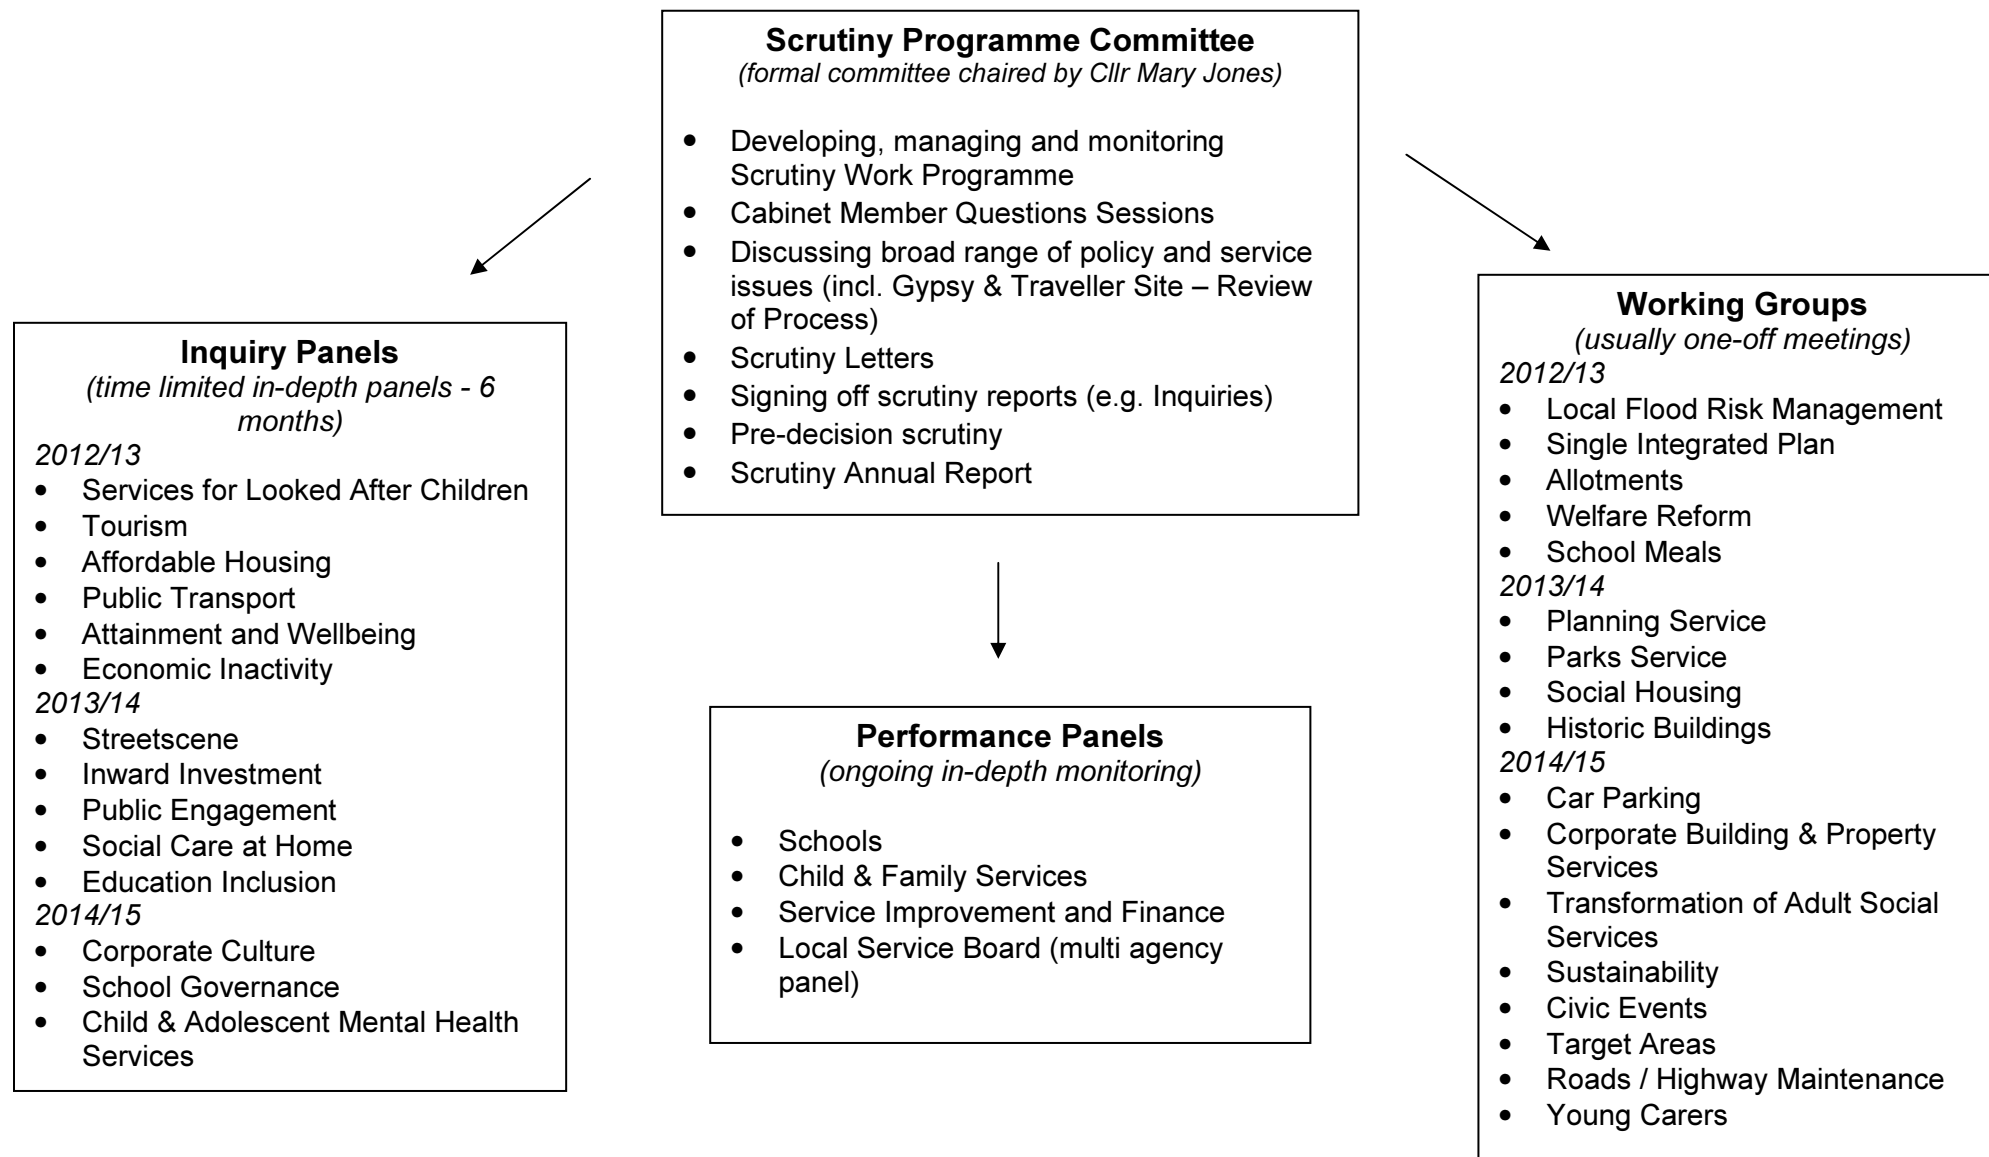 Scrutiny Programme Committee
(formal committee chaired by Cllr Mary Jones)
• Developing, managing and monitoring
Scrutiny Work Programme
• Cabinet Member Questions Sessions
• Discussing broad range of policy and service
issues (incl. Gypsy & Traveller Site – Review
of Process)
• Scrutiny Letters
• Signing off scrutiny reports (e.g. Inquiries)
• Pre-decision scrutiny
• Scrutiny Annual Report
Inquiry Panels
(time limited in-depth panels - 6
months)
2012/13
• Services for Looked After Children
• Tourism
• Affordable Housing
• Public Transport
• Attainment and Wellbeing
• Economic Inactivity
2013/14
• Streetscene
• Inward Investment
• Public Engagement
• Social Care at Home
• Education Inclusion
2014/15
• Corporate Culture
• School Governance
• Child & Adolescent Mental Health
Services
Performance Panels
(ongoing in-depth monitoring)
• Schools
• Child & Family Services
• Service Improvement and Finance
• Local Service Board (multi agency
panel)
Working Groups
(usually one-off meetings)
2012/13
• Local Flood Risk Management
• Single Integrated Plan
• Allotments
• Welfare Reform
• School Meals
2013/14
• Planning Service
• Parks Service
• Social Housing
• Historic Buildings
2014/15
• Car Parking
• Corporate Building & Property
Services
• Transformation of Adult Social
Services
• Sustainability
• Civic Events
• Target Areas
• Roads / Highway Maintenance
• Young Carers